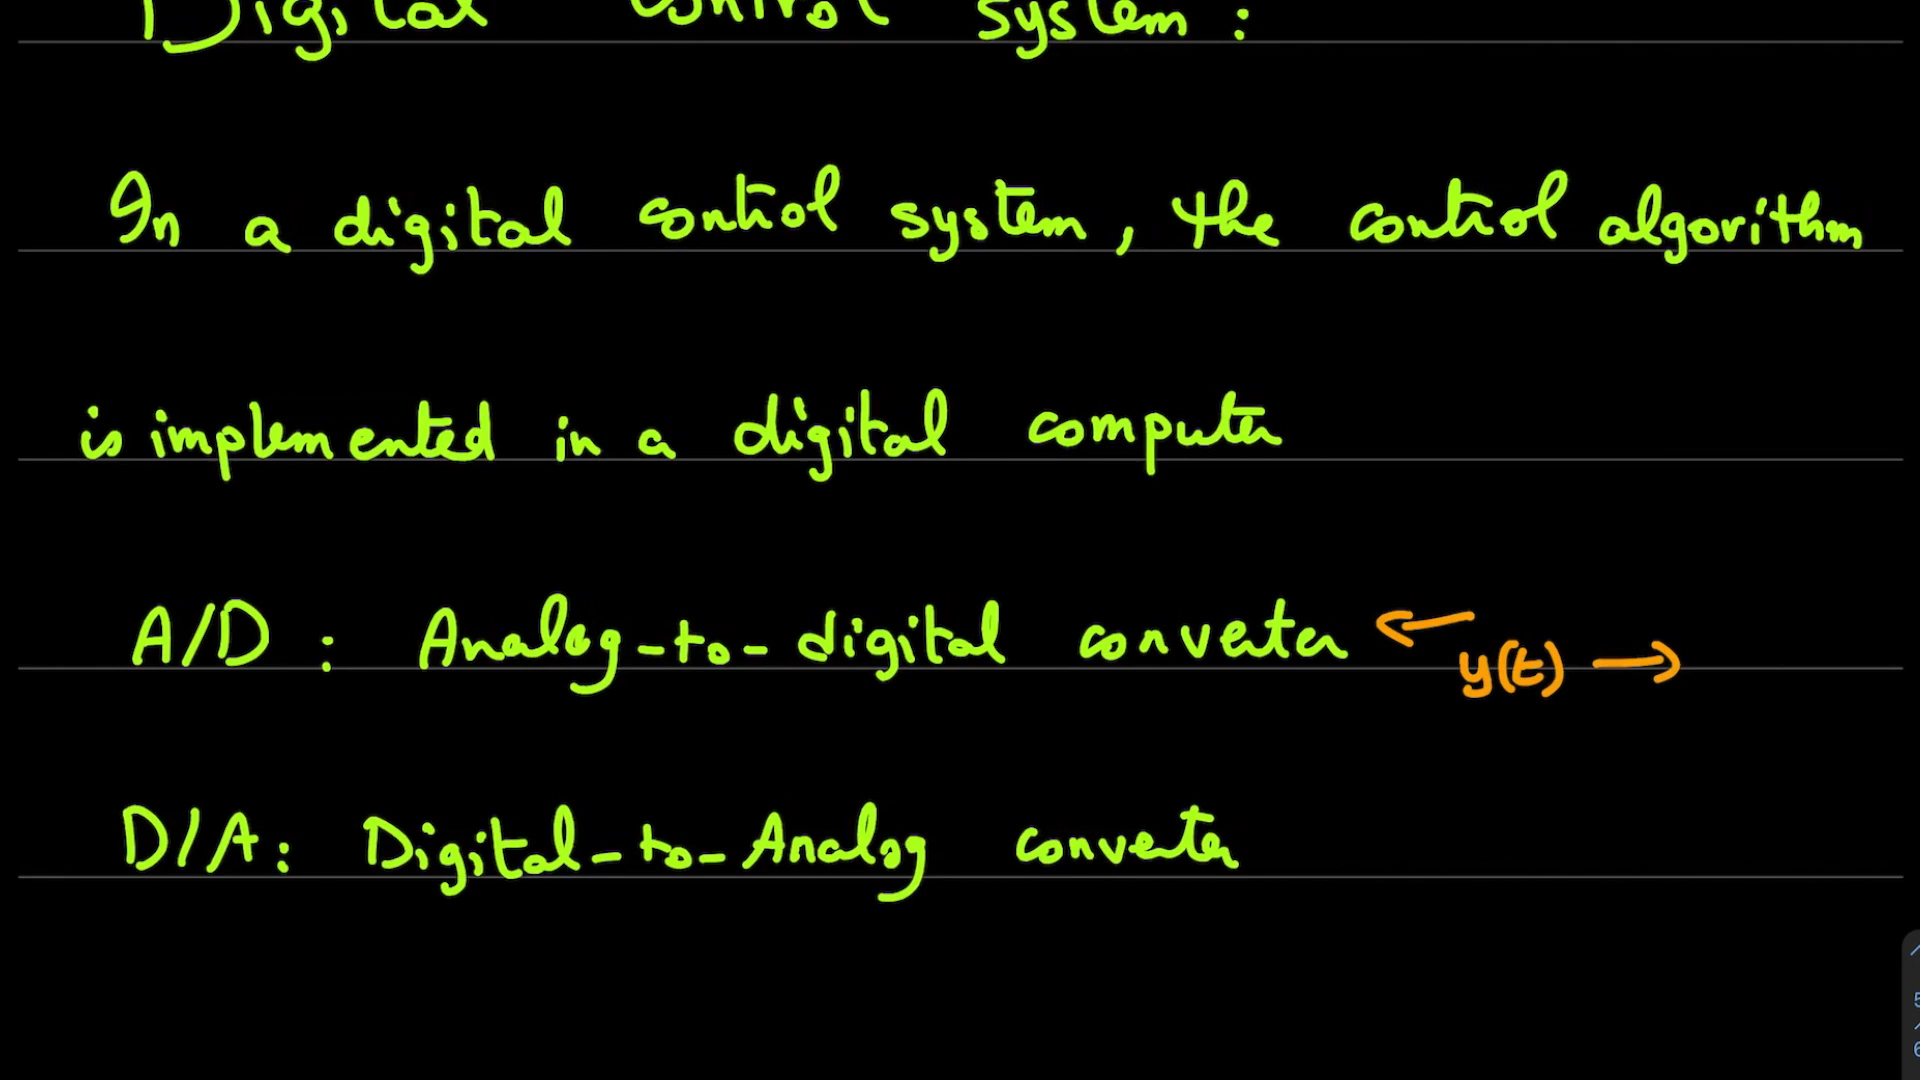 Digital control system :
In a digital control system, the control algorithm
is implemented in a digital computer
A/D : Analog-to-digital converter ← y(t) →
D/A : Digital-to-Analog converter